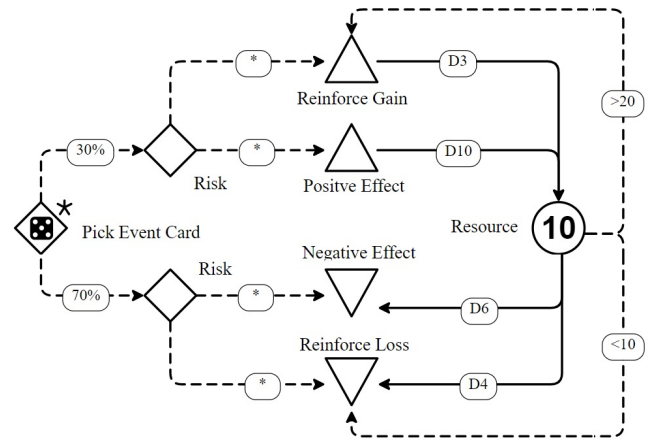 *
D3
Reinforce Gain
>20
30%
*
D10
Risk
Positve Effect
Pick Event Card
Resource
10
Negative Effect
Risk
70%
*
D6
Reinforce Loss
<10
*
D4